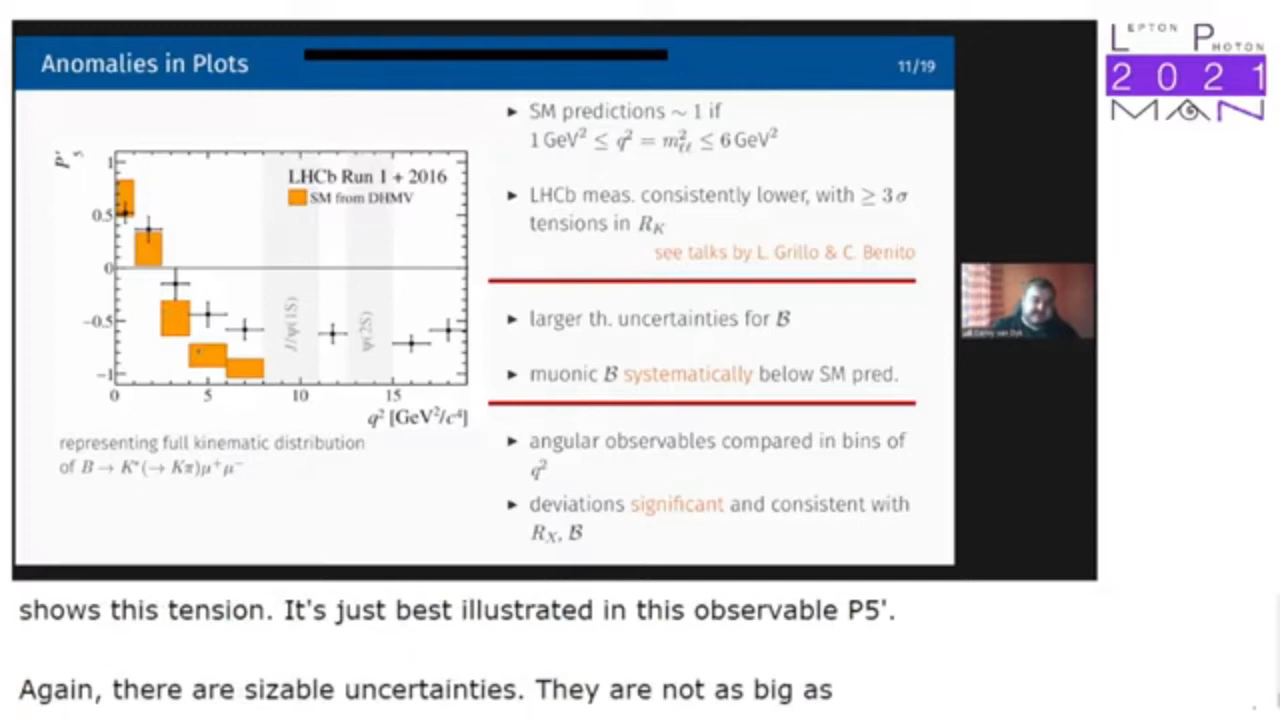 Anomalies in Plots
11/19
LEPTON PHOTON
2021
MAN
P′₅
1
0.5
0
−0.5
−1
LHCb Run 1 + 2016
SM from DHMV
J/ψ(1S)
ψ(2S)
0 5 10 15
q² [GeV²/c⁴]
representing full kinematic distribution
of B → K*(→ Kπ)μ⁺μ⁻
▶ SM predictions ~ 1 if
1 GeV² ≤ q² = m²ℓℓ ≤ 6 GeV²
▶ LHCb meas. consistently lower, with ≥ 3 σ
tensions in R_K
see talks by L. Grillo & C. Benito
▶ larger th. uncertainties for ℬ
▶ muonic ℬ systematically below SM pred.
▶ angular observables compared in bins of
q²
▶ deviations significant and consistent with
R_X, ℬ
shows this tension. It's just best illustrated in this observable P5'.
Again, there are sizable uncertainties. They are not as big as